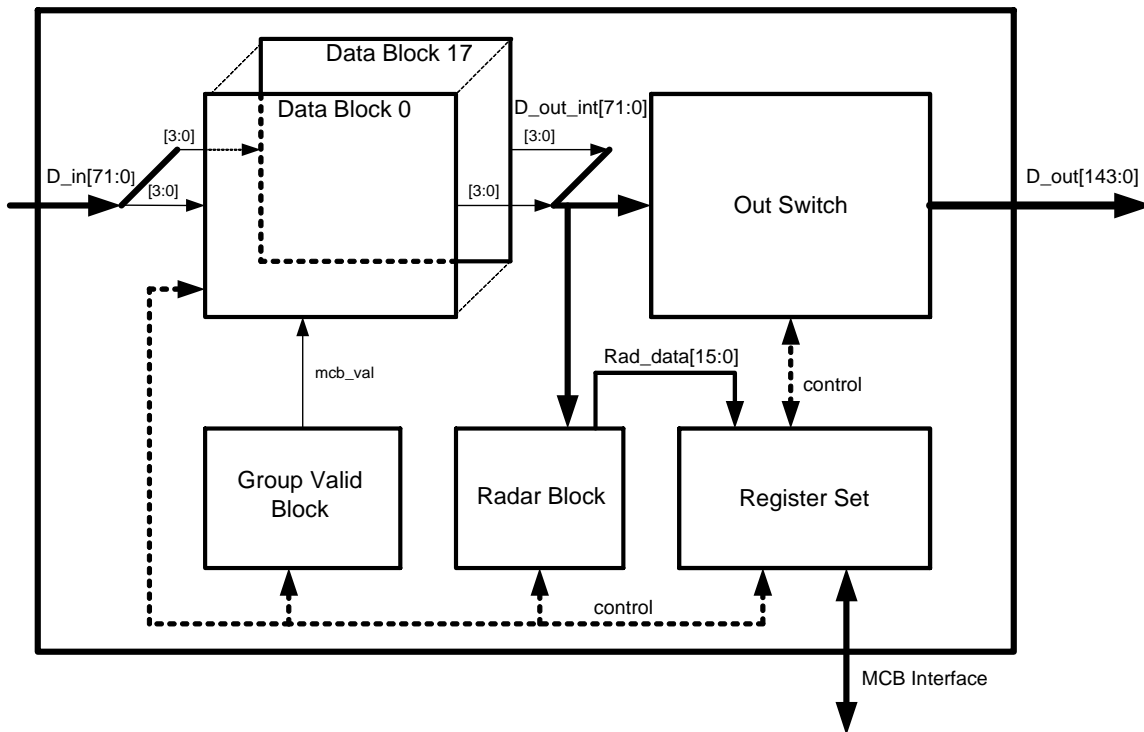 Data Block 17
Data Block 0
D_out_int[71:0]
[3:0]
[3:0]
D_in[71:0]
[3:0]
[3:0]
D_out[143:0]
Out Switch
Rad_data[15:0]
mcb_val
control
Group Valid
Block
Radar Block
Register Set
control
MCB Interface